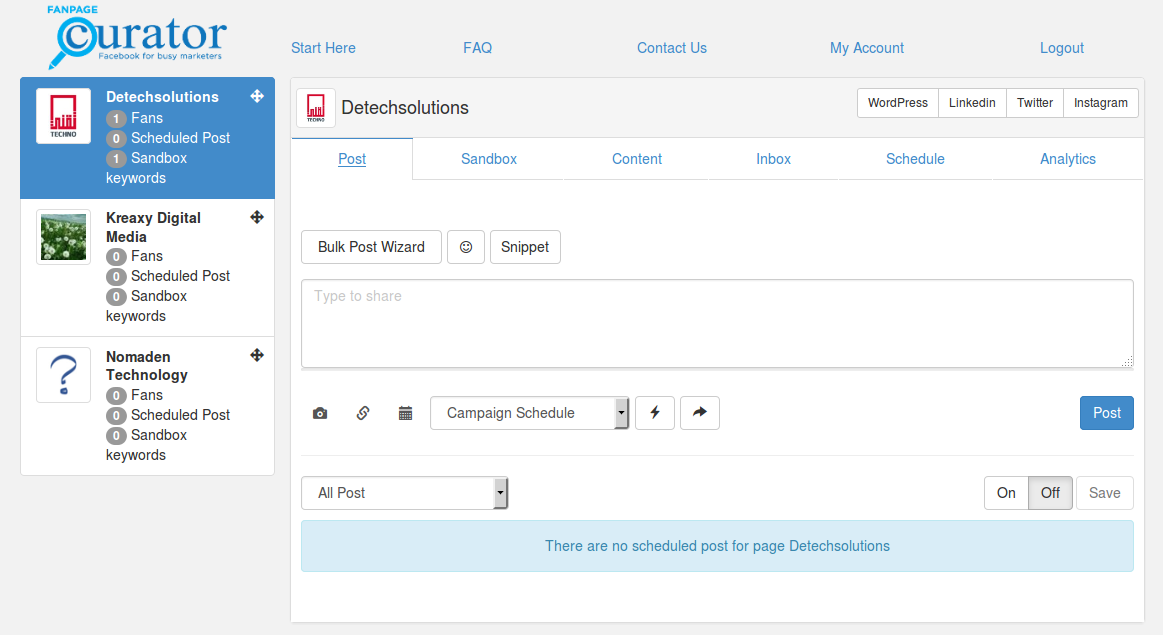 FANPAGE
Curator
Facebook for busy marketers
Start Here
FAQ
Contact Us
My Account
Logout
TECHNO
Detechsolutions
1 Fans
0 Scheduled Post
1 Sandbox
keywords
Kreaxy Digital
Media
0 Fans
0 Scheduled Post
0 Sandbox
keywords
?
Nomaden
Technology
0 Fans
0 Scheduled Post
0 Sandbox
keywords
TECHNO
Detechsolutions
WordPress
Linkedin
Twitter
Instagram
Post
Sandbox
Content
Inbox
Schedule
Analytics
Bulk Post Wizard
Snippet
Type to share
Campaign Schedule
Post
All Post
On
Off
Save
There are no scheduled post for page Detechsolutions